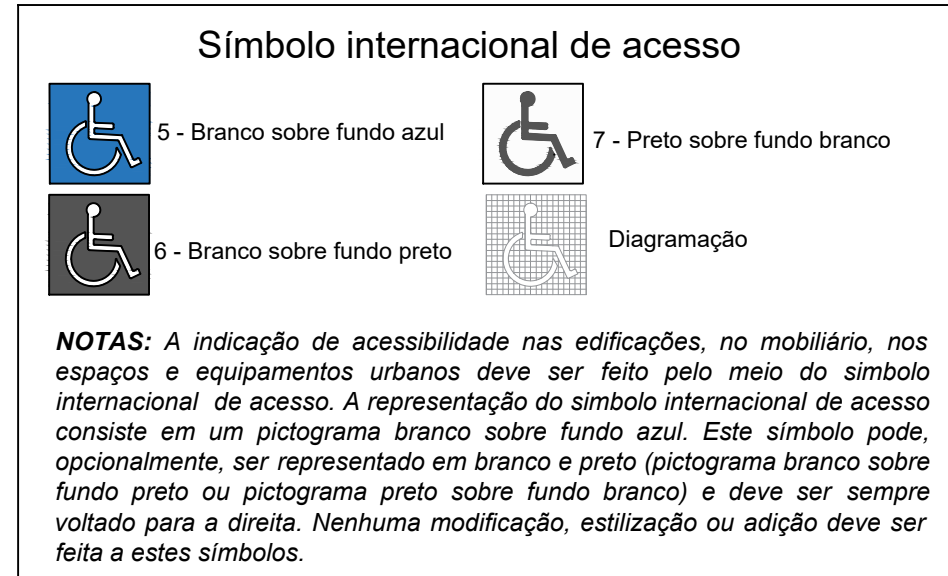 Símbolo internacional de acesso
5 - Branco sobre fundo azul
7 - Preto sobre fundo branco
6 - Branco sobre fundo preto
Diagramação
NOTAS: A indicação de acessibilidade nas edificações, no mobiliário, nos
espaços e equipamentos urbanos deve ser feito pelo meio do simbolo
internacional de acesso. A representação do simbolo internacional de acesso
consiste em um pictograma branco sobre fundo azul. Este símbolo pode,
opcionalmente, ser representado em branco e preto (pictograma branco sobre
fundo preto ou pictograma preto sobre fundo branco) e deve ser sempre
voltado para a direita. Nenhuma modificação, estilização ou adição deve ser
feita a estes símbolos.